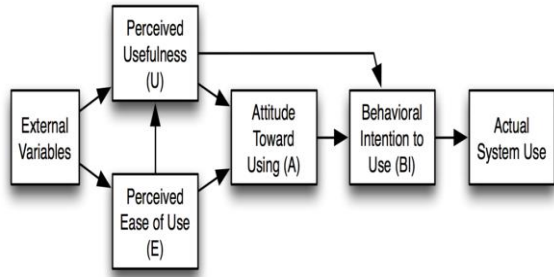 External
Variables
Perceived
Usefulness
(U)
Perceived
Ease of Use
(E)
Attitude
Toward
Using (A)
Behavioral
Intention to
Use (BI)
Actual
System Use